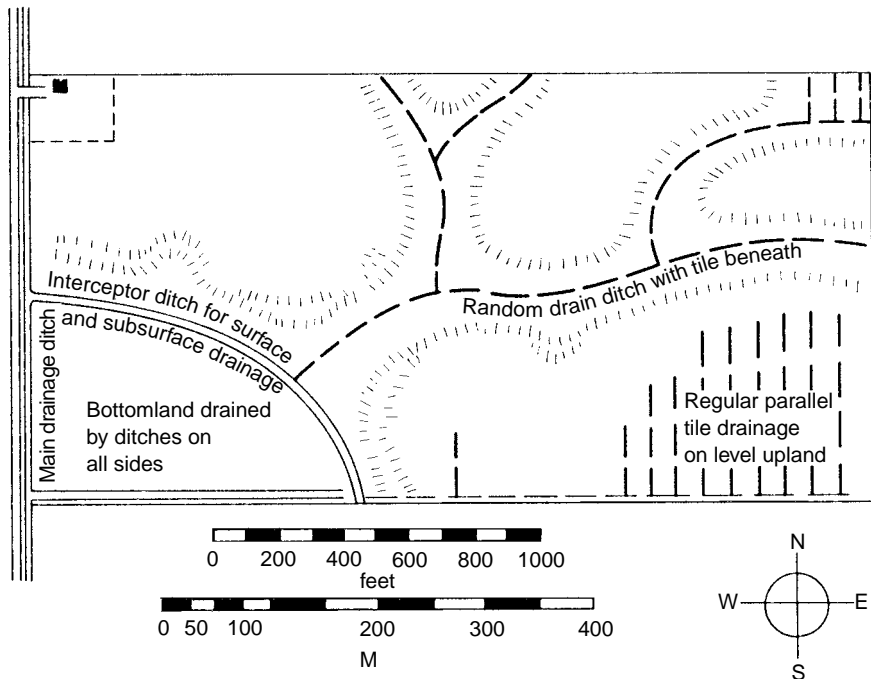 Interceptor ditch for surface
and subsurface drainage
Random drain ditch with tile beneath
Main drainage ditch
Bottomland drained
by ditches on
all sides
Regular parallel
tile drainage
on level upland
0 200 400 600 800 1000
feet
0 50 100 200 300 400
M
N
W E
S